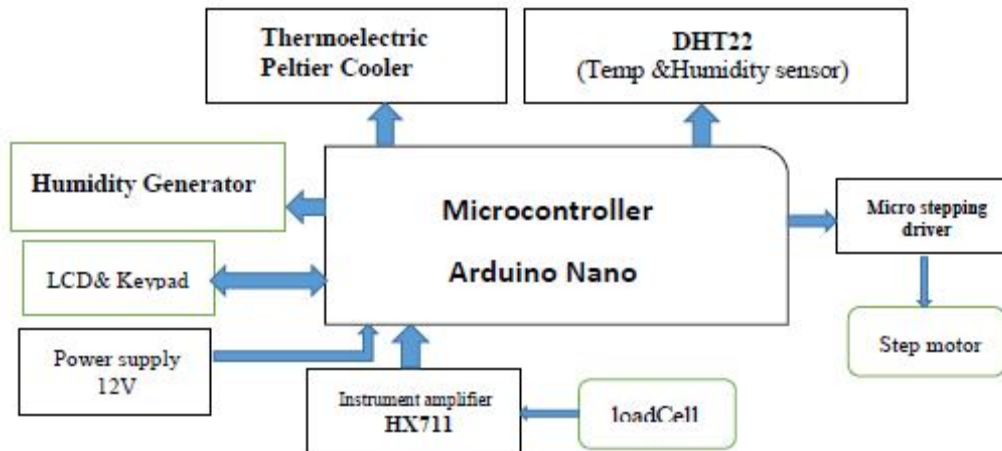 Thermoelectric
Peltier Cooler
DHT22
(Temp &Humidity sensor)
Humidity Generator
Microcontroller
Arduino Nano
Micro stepping
driver
LCD& Keypad
Power supply
12V
Step motor
Instrument amplifier
HX711
loadCell